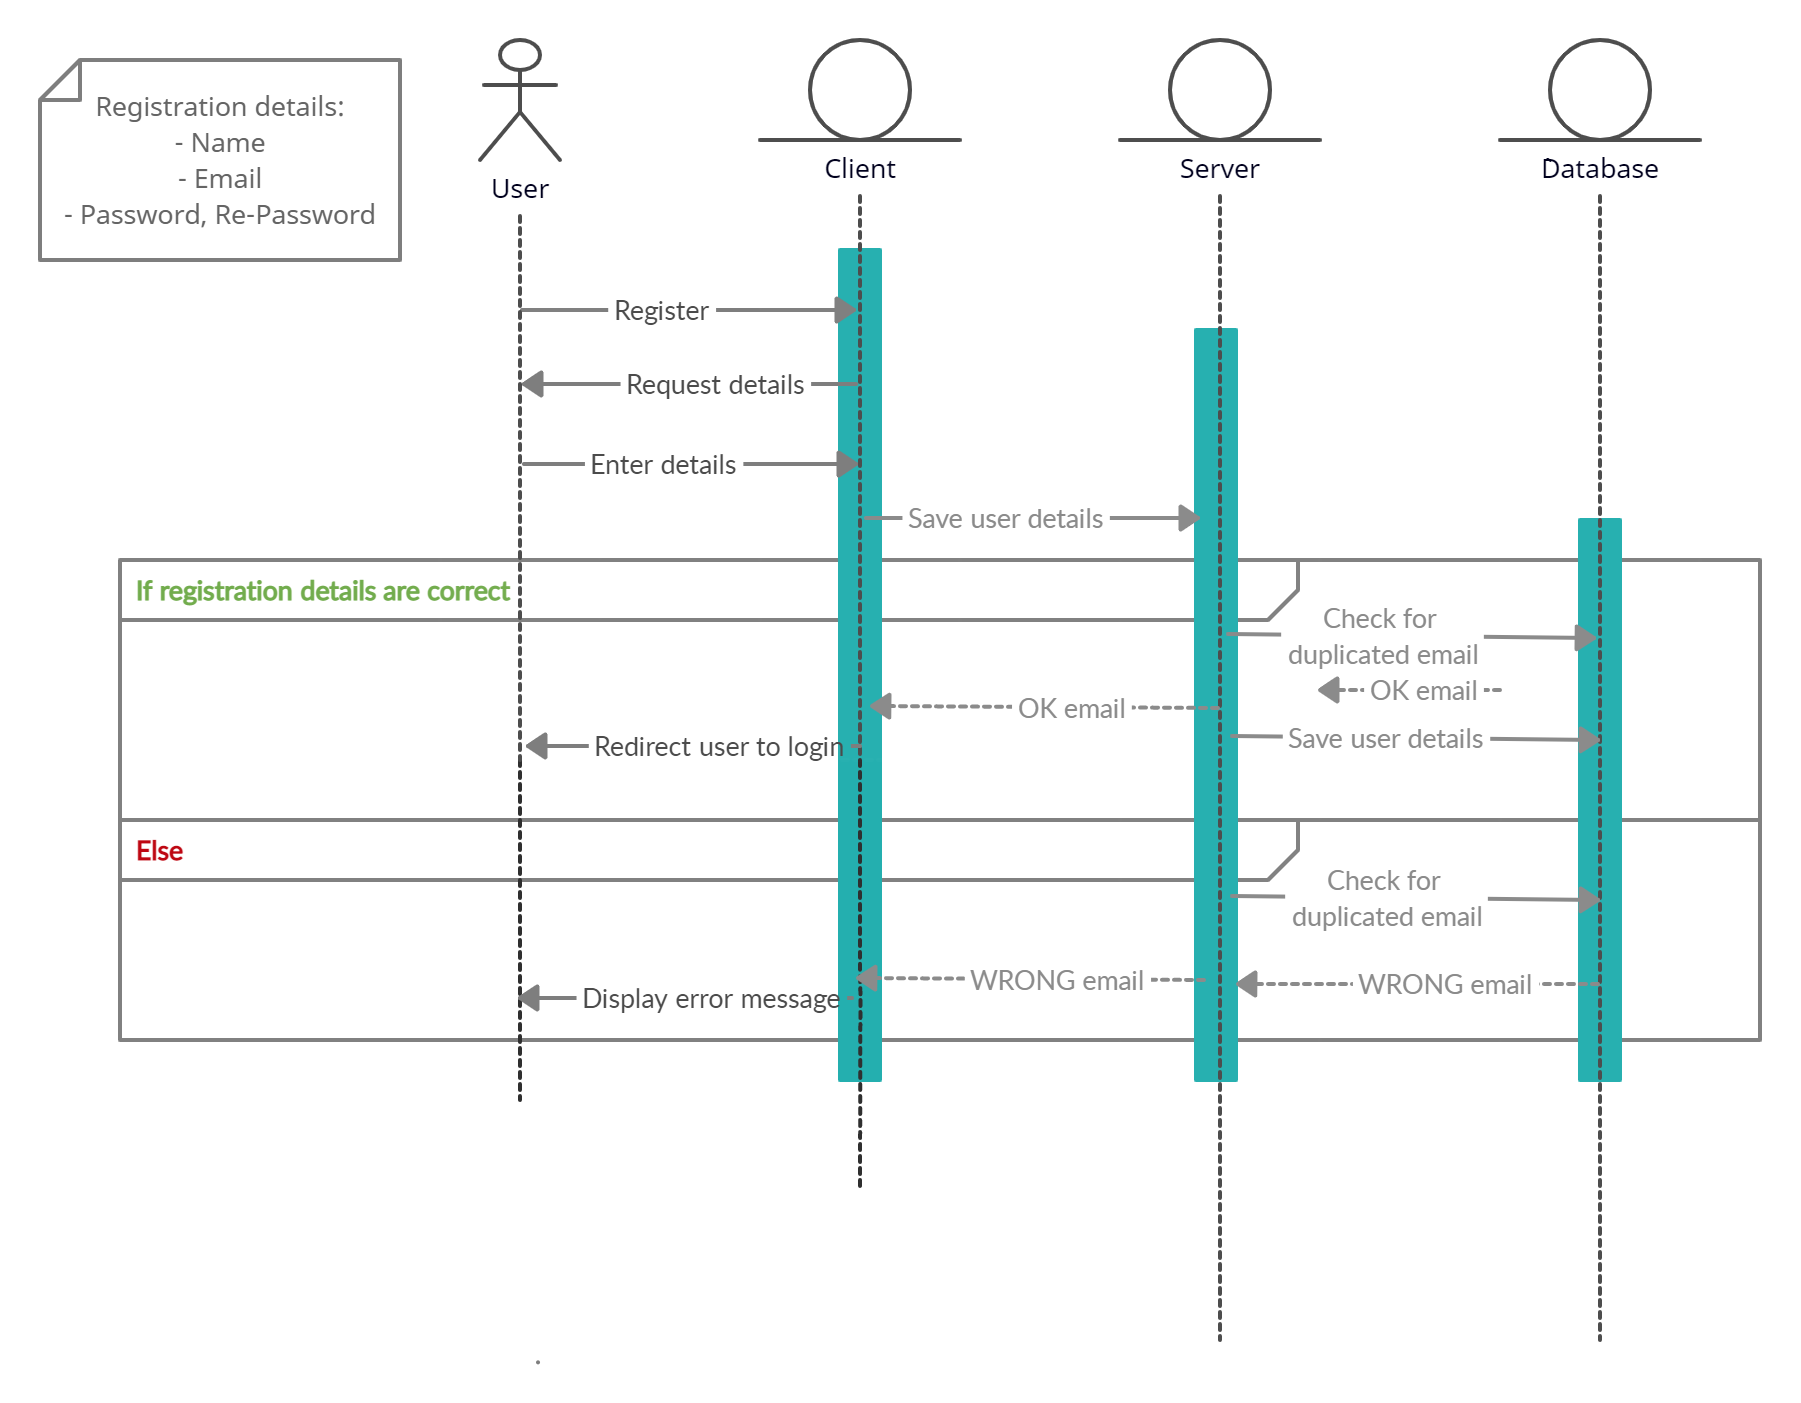 Registration details:
- Name
- Email
- Password, Re-Password
User
Client
Server
Database
Register
Request details
Enter details
Save user details
If registration details are correct
Check for
duplicated email
OK email
OK email
Save user details
Redirect user to login
Else
Check for
duplicated email
WRONG email
WRONG email
Display error message